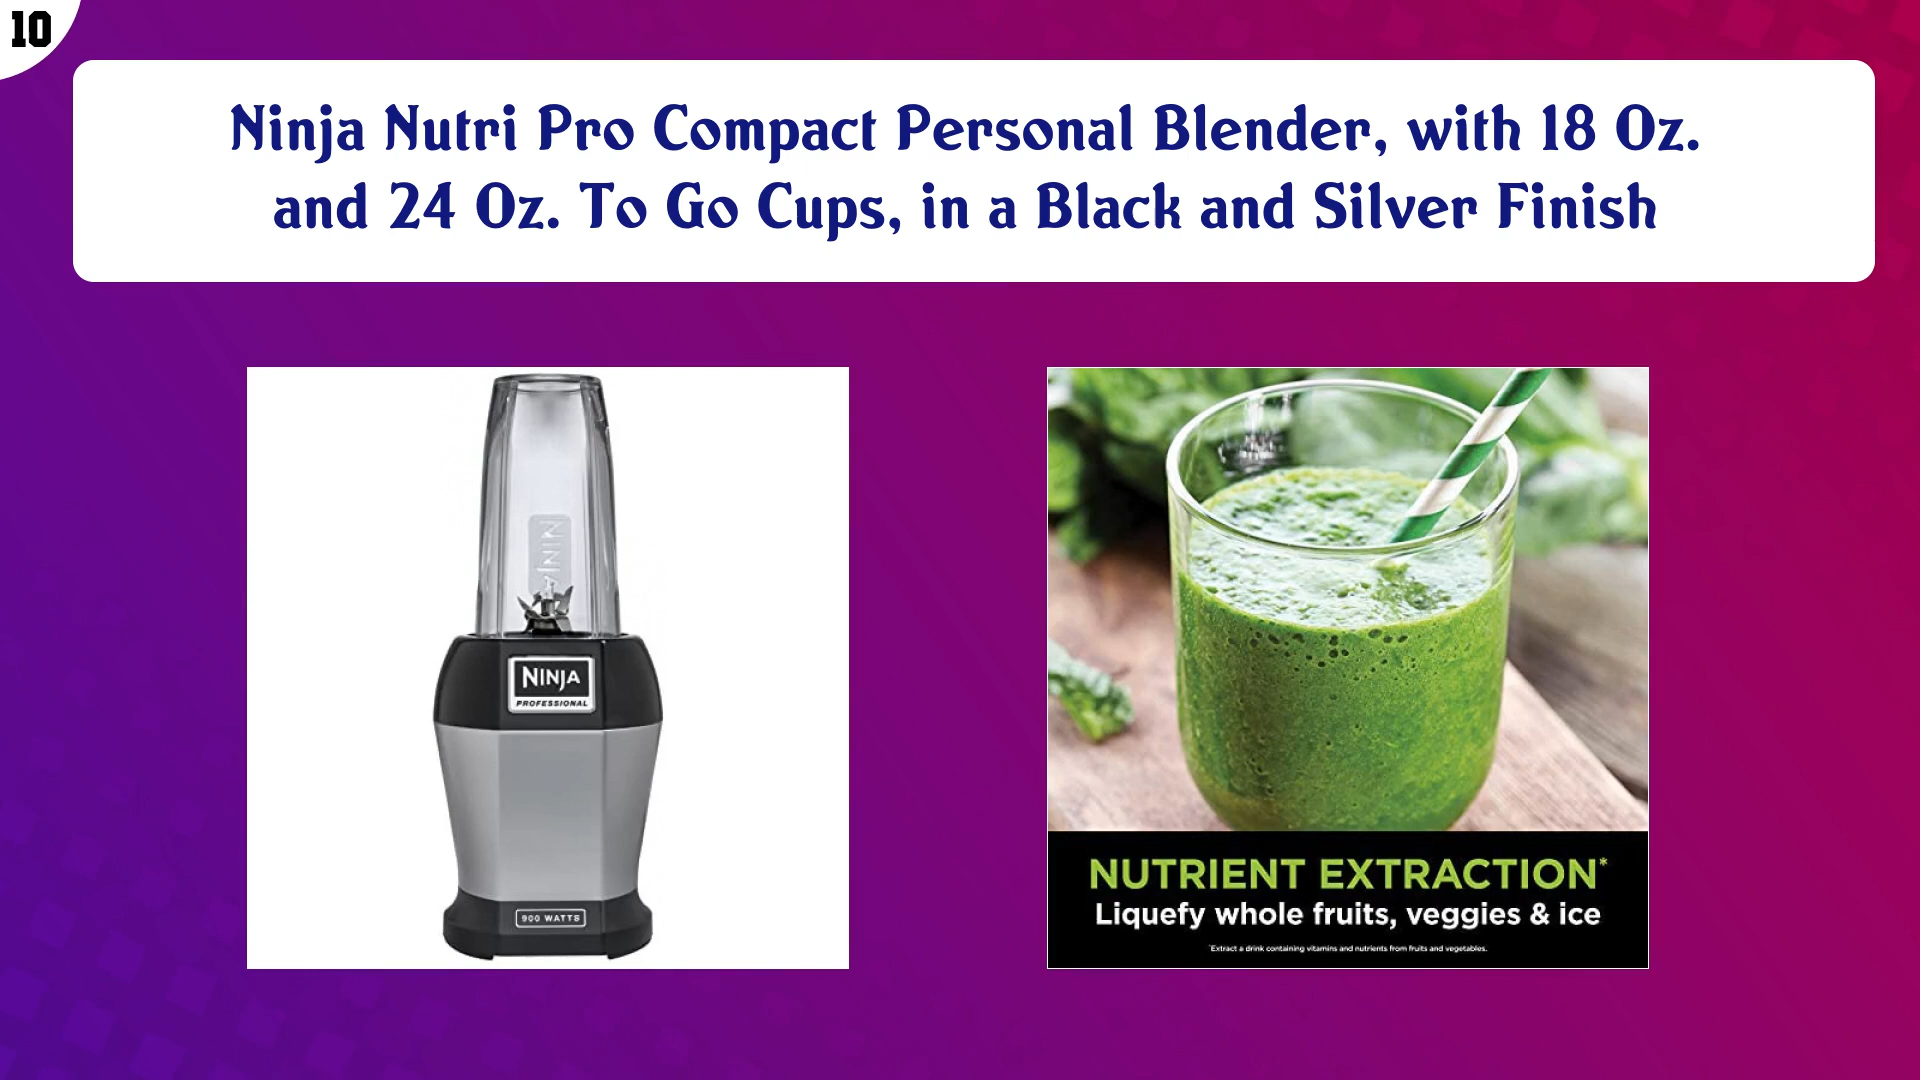 10
Ninja Nutri Pro Compact Personal Blender, with 18 Oz.
and 24 Oz. To Go Cups, in a Black and Silver Finish
NINJA
NINJA
PROFESSIONAL
900 WATTS
NUTRIENT EXTRACTION*
Liquefy whole fruits, veggies & ice
*Extract a drink containing vitamins and nutrients from fruits and vegetables.